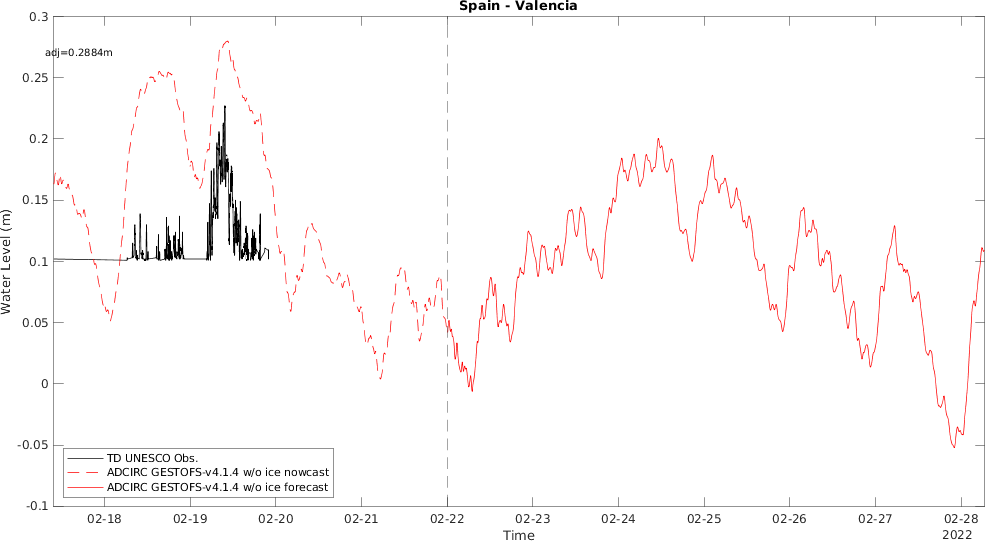 Spain - Valencia
adj=0.2884m
0.3
0.25
0.2
0.15
0.1
0.05
0
-0.05
-0.1
Water Level (m)
TD UNESCO Obs.
ADCIRC GESTOFS-v4.1.4 w/o ice nowcast
ADCIRC GESTOFS-v4.1.4 w/o ice forecast
02-18 02-19 02-20 02-21 02-22 02-23 02-24 02-25 02-26 02-27 02-28
2022
Time